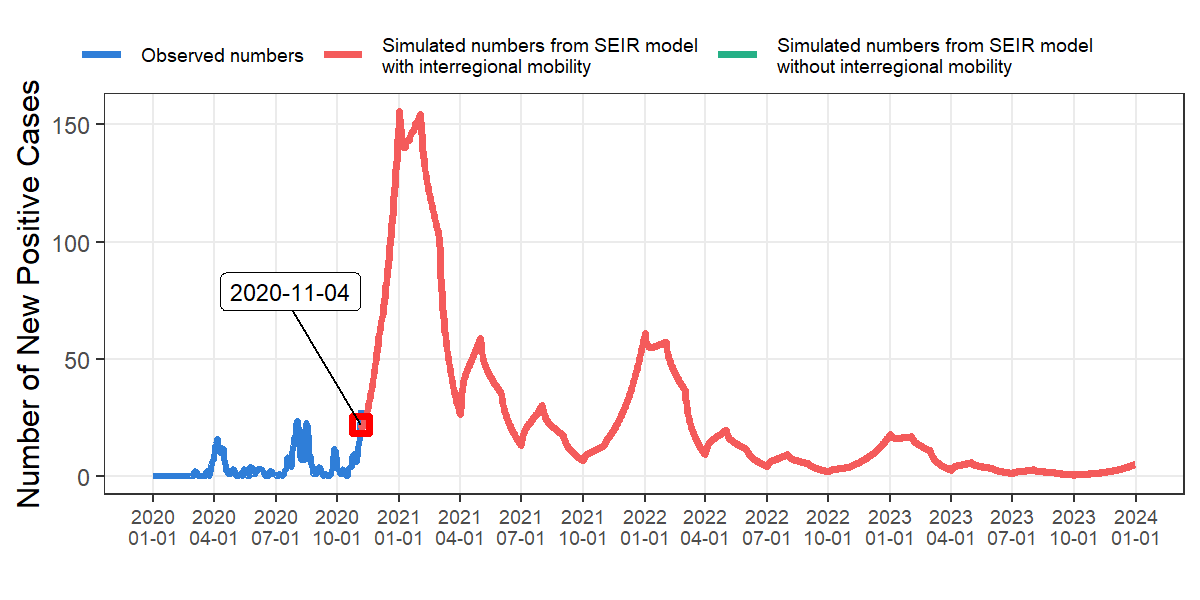 Observed numbers
Simulated numbers from SEIR model
with interregional mobility
Simulated numbers from SEIR model
without interregional mobility
Number of New Positive Cases
150
100
50
0
2020-11-04
2020 2020 2020 2020 2021 2021 2021 2021 2022 2022 2022 2022 2023 2023 2023 2023 2024
01-01 04-01 07-01 10-01 01-01 04-01 07-01 10-01 01-01 04-01 07-01 10-01 01-01 04-01 07-01 10-01 01-01